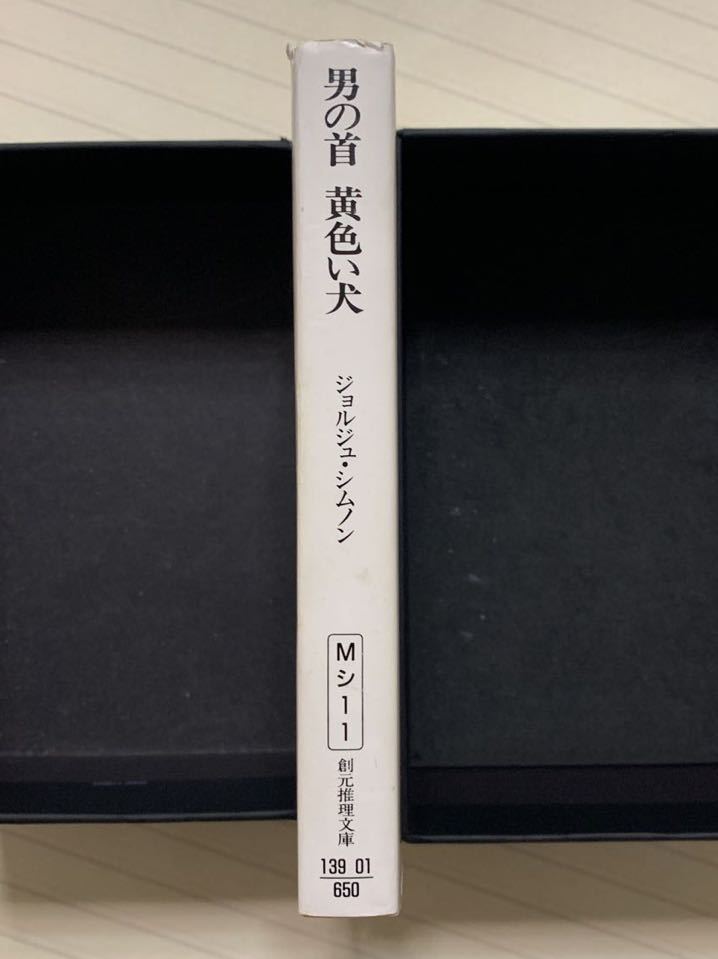 男の首 黄色い犬
ジョルジュ・シムノン
Mシ11
創元推理文庫
139 01
650